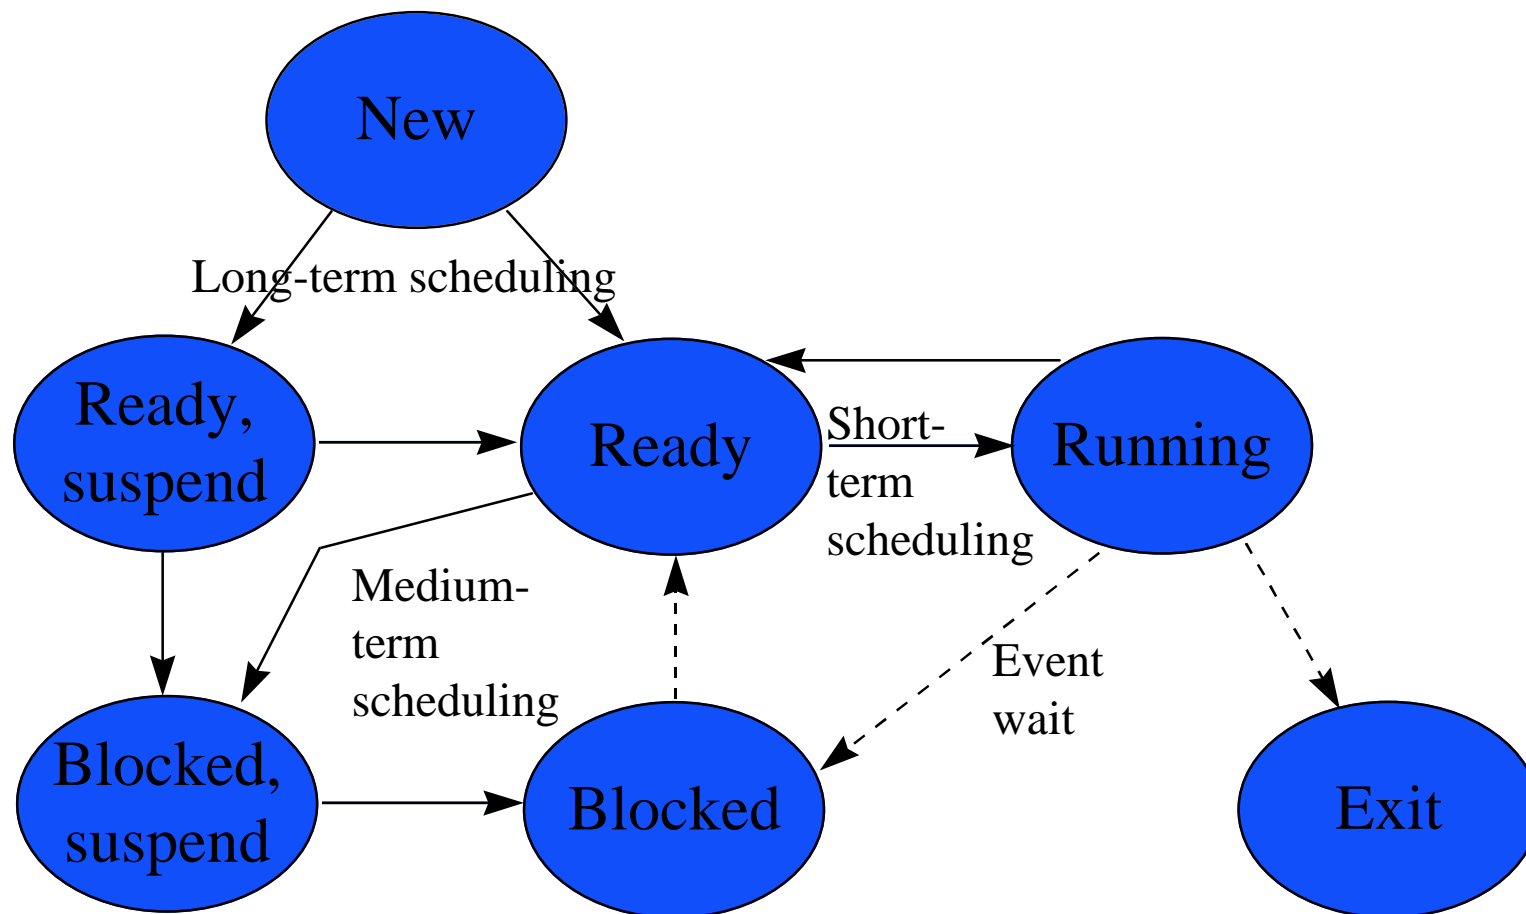 New
Long-term scheduling
Ready,
suspend
Ready
Short-
term
scheduling
Running
Medium-
term
scheduling
Event
wait
Blocked,
suspend
Blocked
Exit